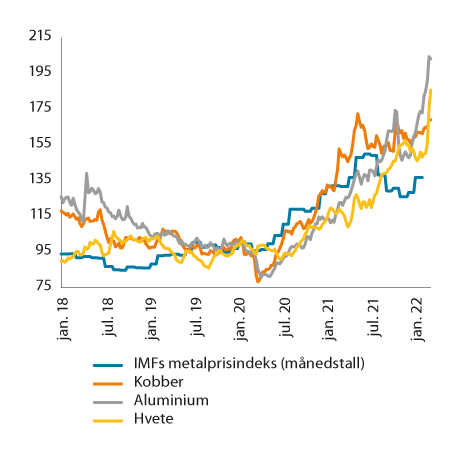 215
195
175
155
135
115
95
75
jan. 18
jul. 18
jan. 19
jul. 19
jan. 20
jul. 20
jan. 21
jul. 21
jan. 22
IMFs metalprisindeks (månedstall)
Kobber
Aluminium
Hvete